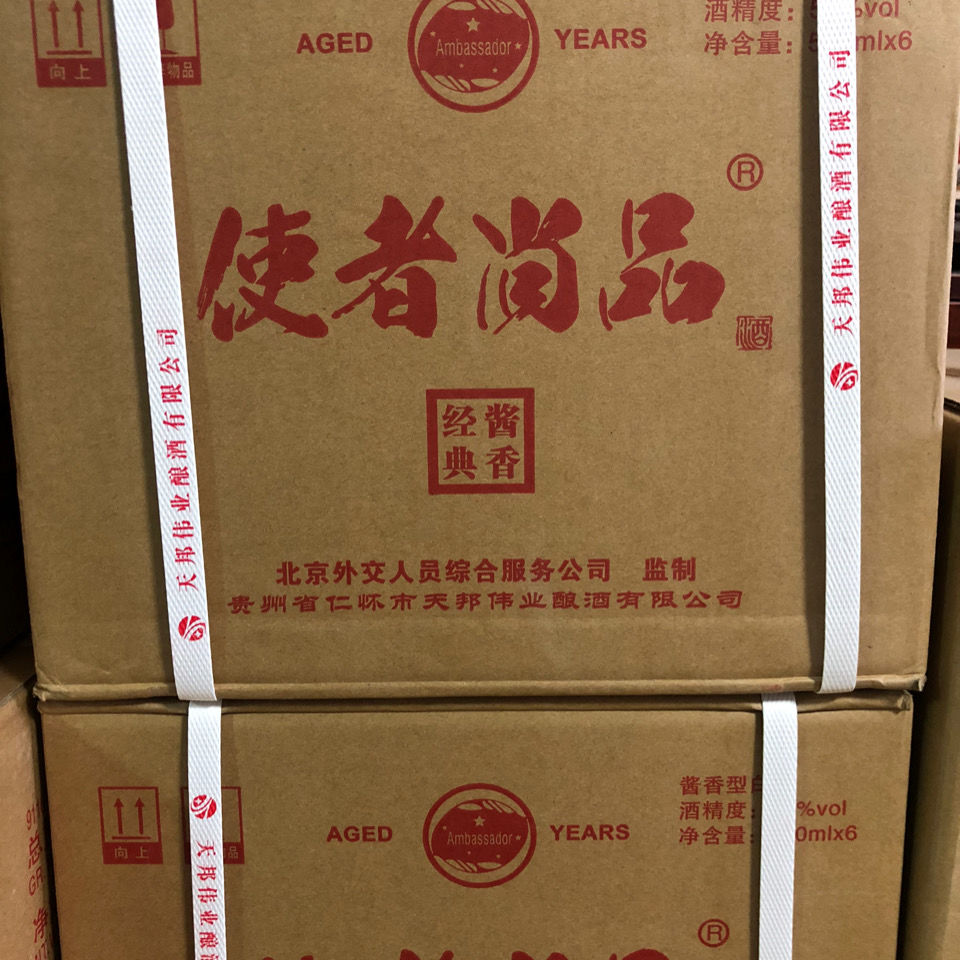 向上
物品
AGED
Ambassador
YEARS
酒精度:
%vol
净含量:
mlx6
使者尚品®
酒
酱香
经典
北京外交人员综合服务公司 监制
贵州省仁怀市天邦伟业酿酒有限公司
天邦伟业酿酒有限公司
天邦伟业酿酒有限公司
向上
物品
AGED
Ambassador
YEARS
酱香型
酒精度
%vol
净含量
0mlx6
天邦伟业酿酒
®